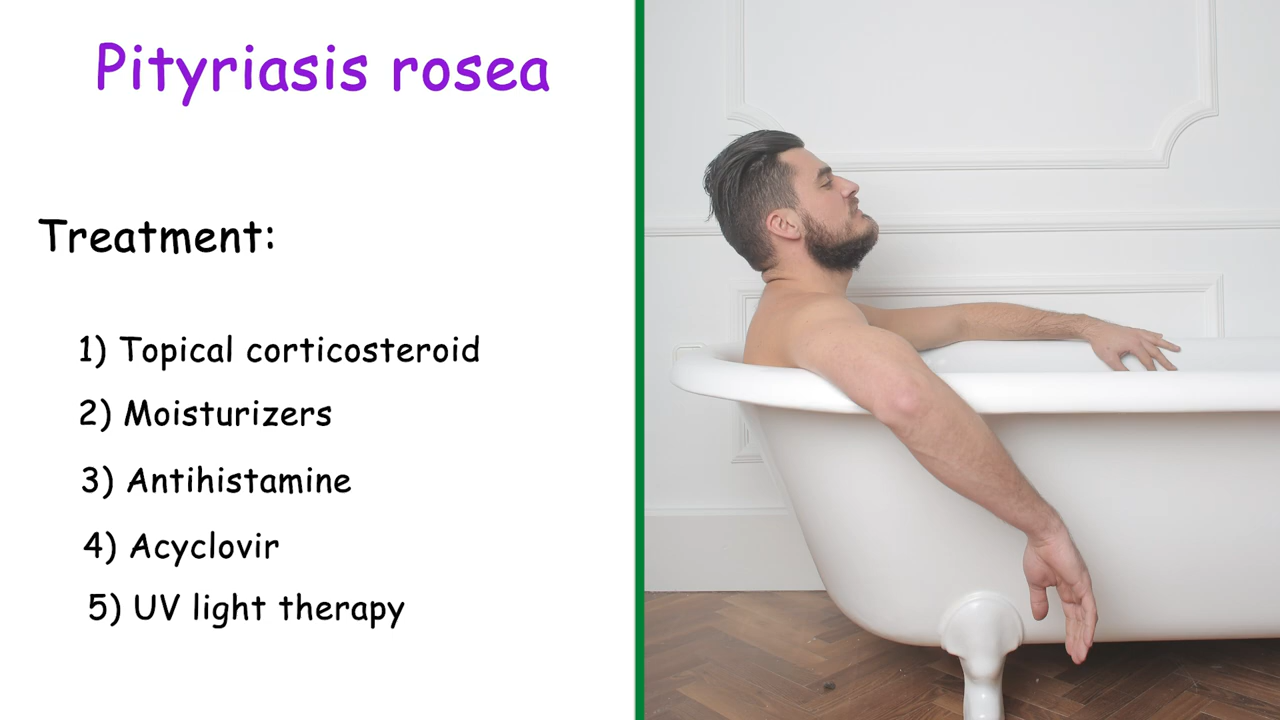 Pityriasis rosea
Treatment:
1) Topical corticosteroid
2) Moisturizers
3) Antihistamine
4) Acyclovir
5) UV light therapy